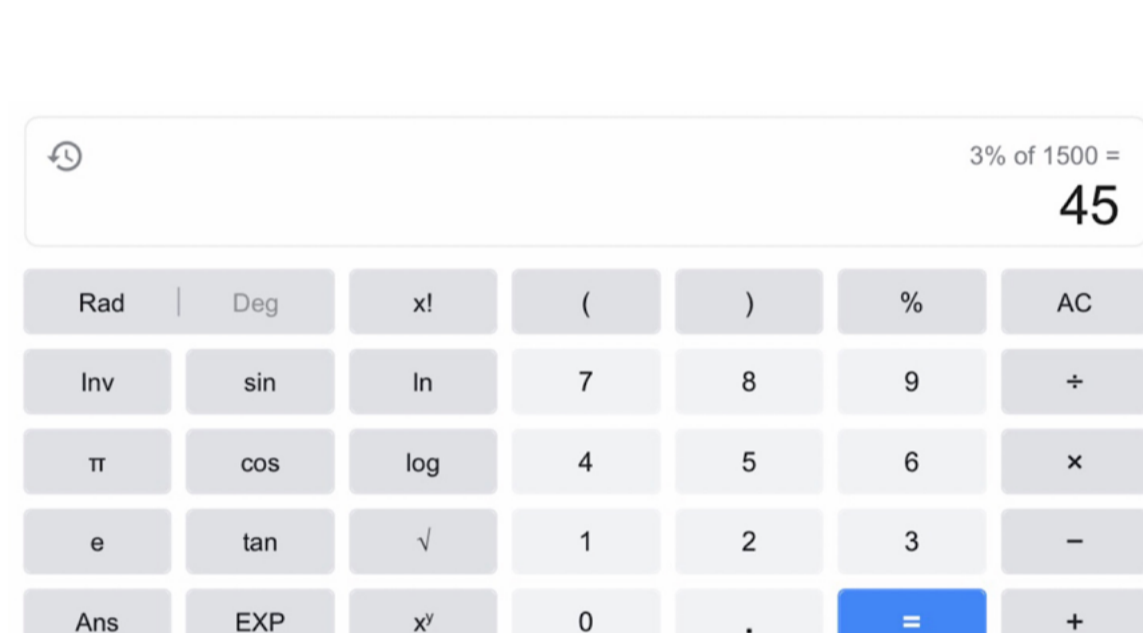 3% of 1500 =
45
Rad | Deg x! ( ) % AC
Inv sin ln 7 8 9 ÷
π cos log 4 5 6 ×
e tan √ 1 2 3 −
Ans EXP xʸ 0 . = +